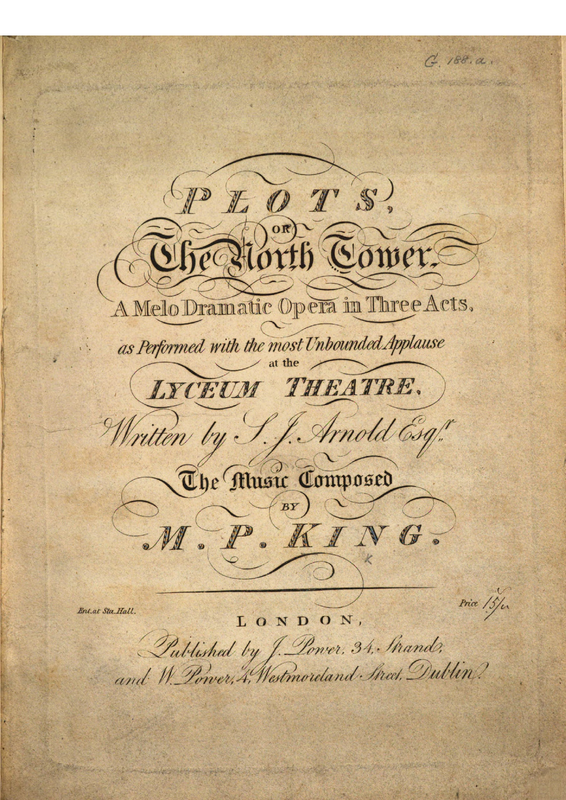 G. 188. a.
PLOTS,
OR
The North Tower.
A Melo Dramatic Opera in Three Acts,
as Performed with the most Unbounded Applause
at the
LYCEUM THEATRE.
Written by S. J. Arnold Esqr.
The Music Composed
BY
M. P. KING.
K
Ent. at Sta. Hall.
Price 15/
LONDON,
Published by J. Power, 34, Strand,
and W. Power, 4, Westmoreland Street, Dublin.